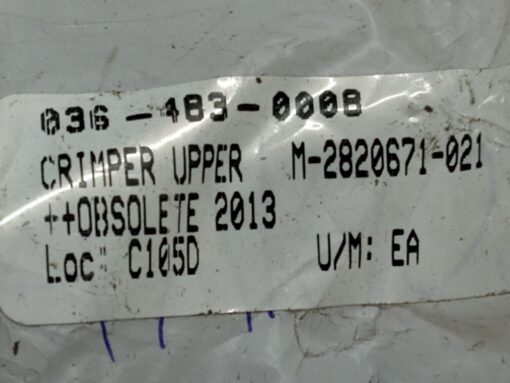 036-483-0008
CRIMPER UPPER M-2820671-021
++OBSOLETE 2013
Loc: C105D U/M: EA